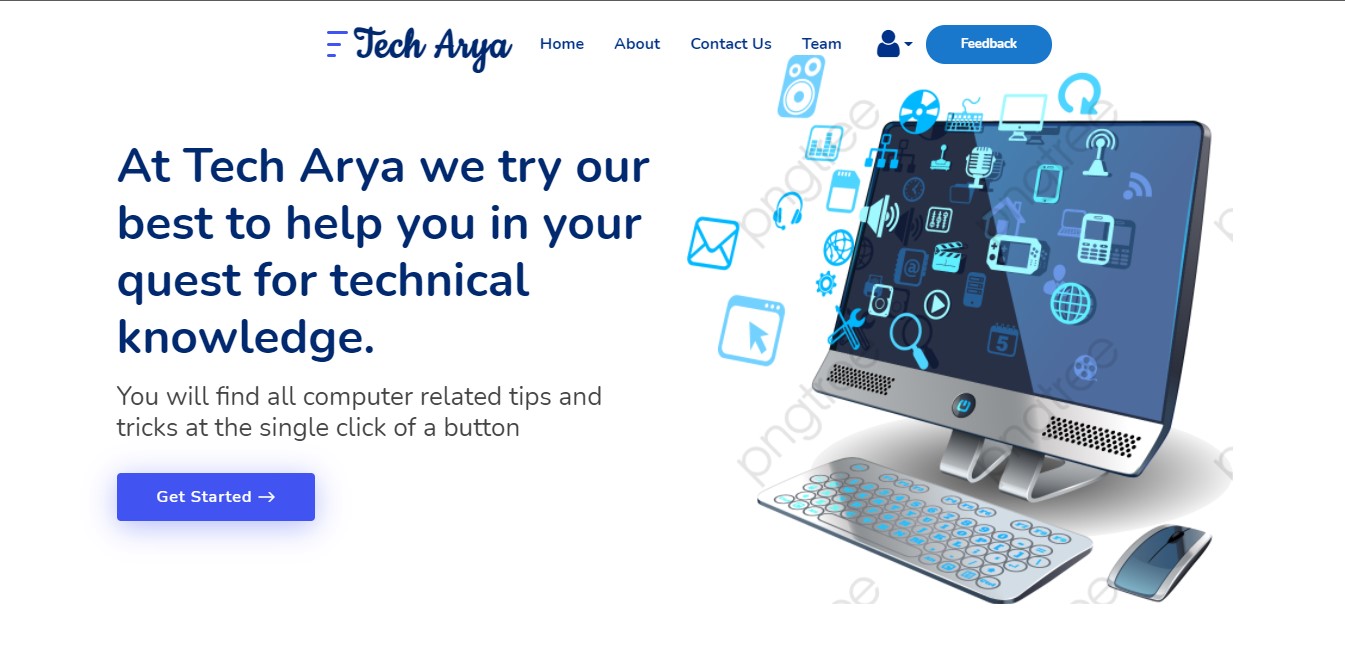 Tech Arya
Home About Contact Us Team
Feedback
At Tech Arya we try our
best to help you in your
quest for technical
knowledge.
You will find all computer related tips and
tricks at the single click of a button
Get Started →
pngtree
pngtree
pngtree
pngtree
5